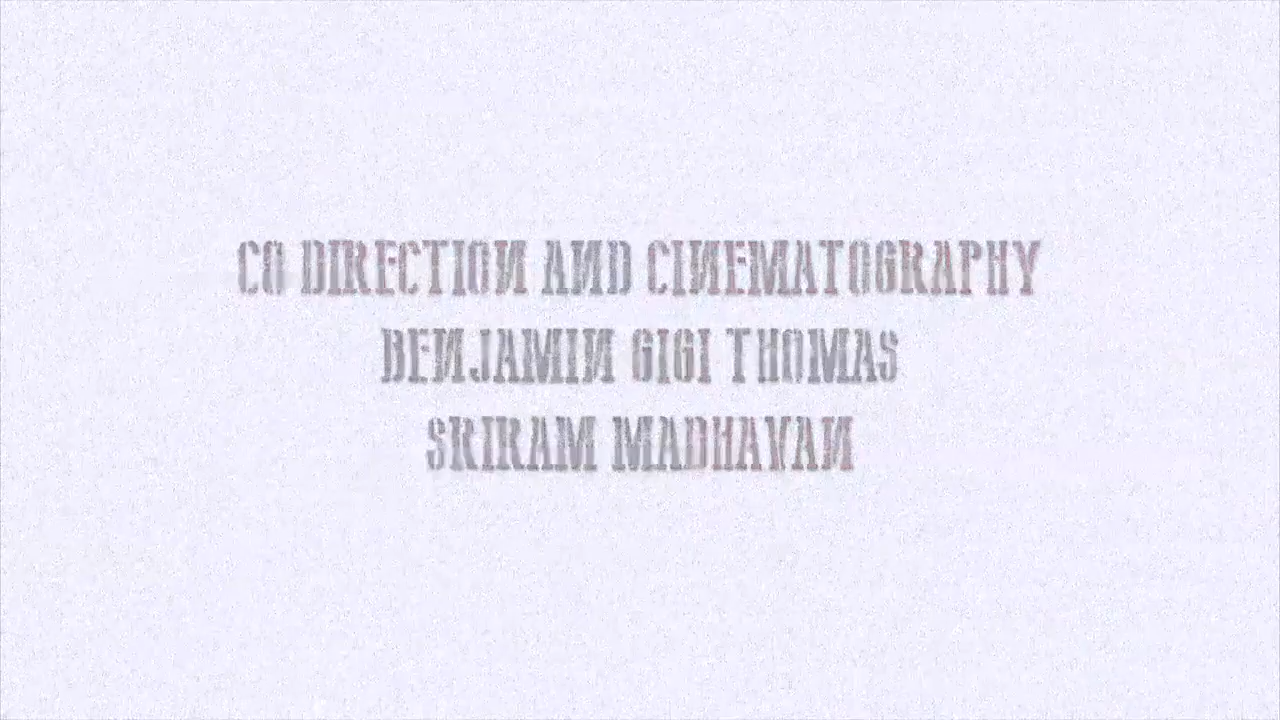 CO DIRECTION AND CINEMATOGRAPHY
BENJAMIN GIGI THOMAS
SRIRAM MADHAVAN